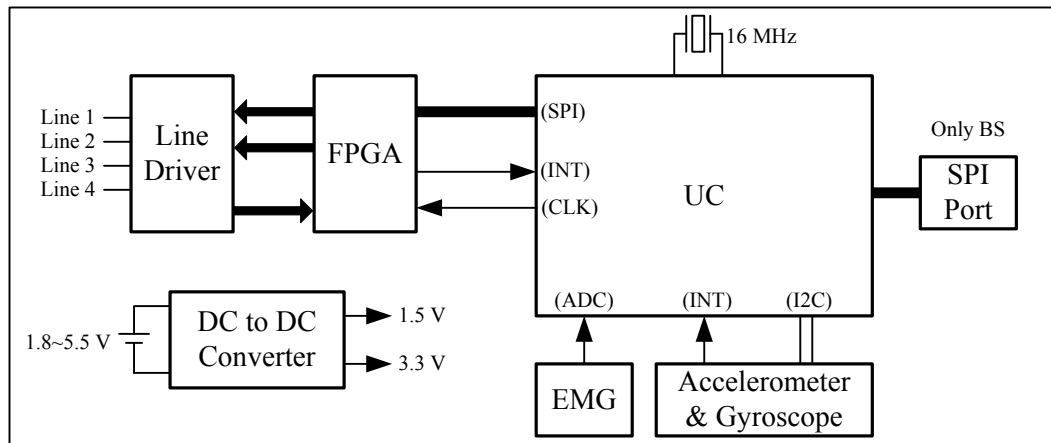 16 MHz
Line 1
Line 2
Line 3
Line 4
Line
Driver
FPGA
(SPI)
(INT)
(CLK)
UC
Only BS
SPI
Port
(ADC)
(INT)
(I2C)
1.8~5.5 V
DC to DC
Converter
1.5 V
3.3 V
EMG
Accelerometer
& Gyroscope